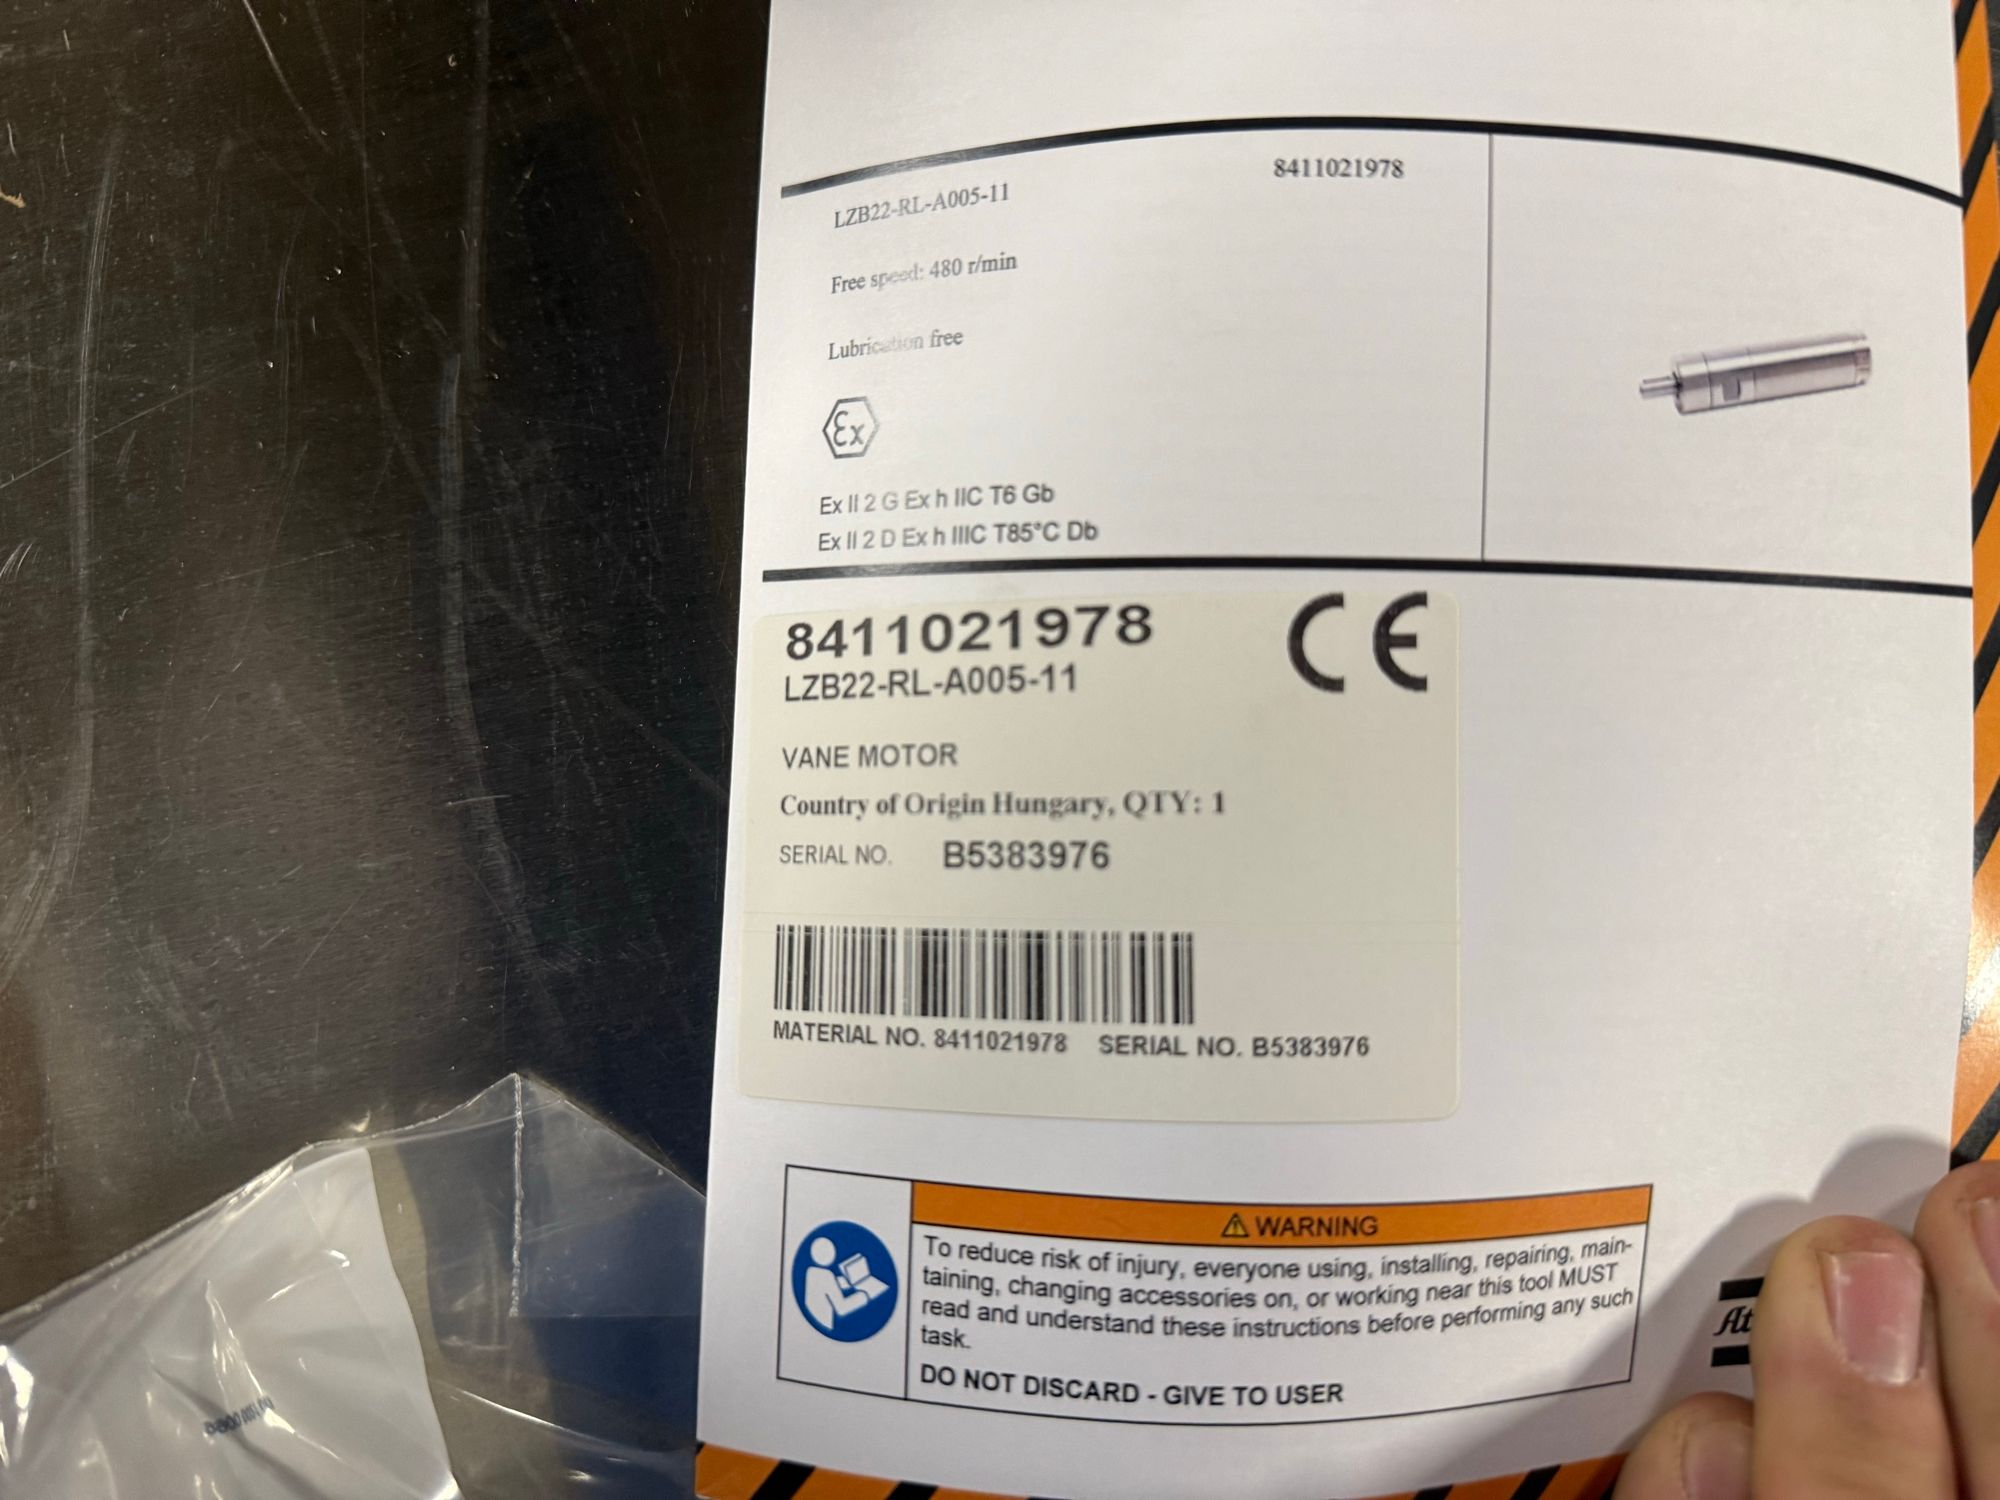 LZB22-RL-A005-11
8411021978
Free speed: 480 r/min
Lubrication free
Ex
Ex II 2 G Ex h IIC T6 Gb
Ex II 2 D Ex h IIIC T85°C Db
8411021978
CE
LZB22-RL-A005-11
VANE MOTOR
Country of Origin Hungary, QTY: 1
SERIAL NO. B5383976
MATERIAL NO. 8411021978 SERIAL NO. B5383976
WARNING
To reduce risk of injury, everyone using, installing, repairing, main-
taining, changing accessories on, or working near this tool MUST
read and understand these instructions before performing any such
task.
DO NOT DISCARD - GIVE TO USER